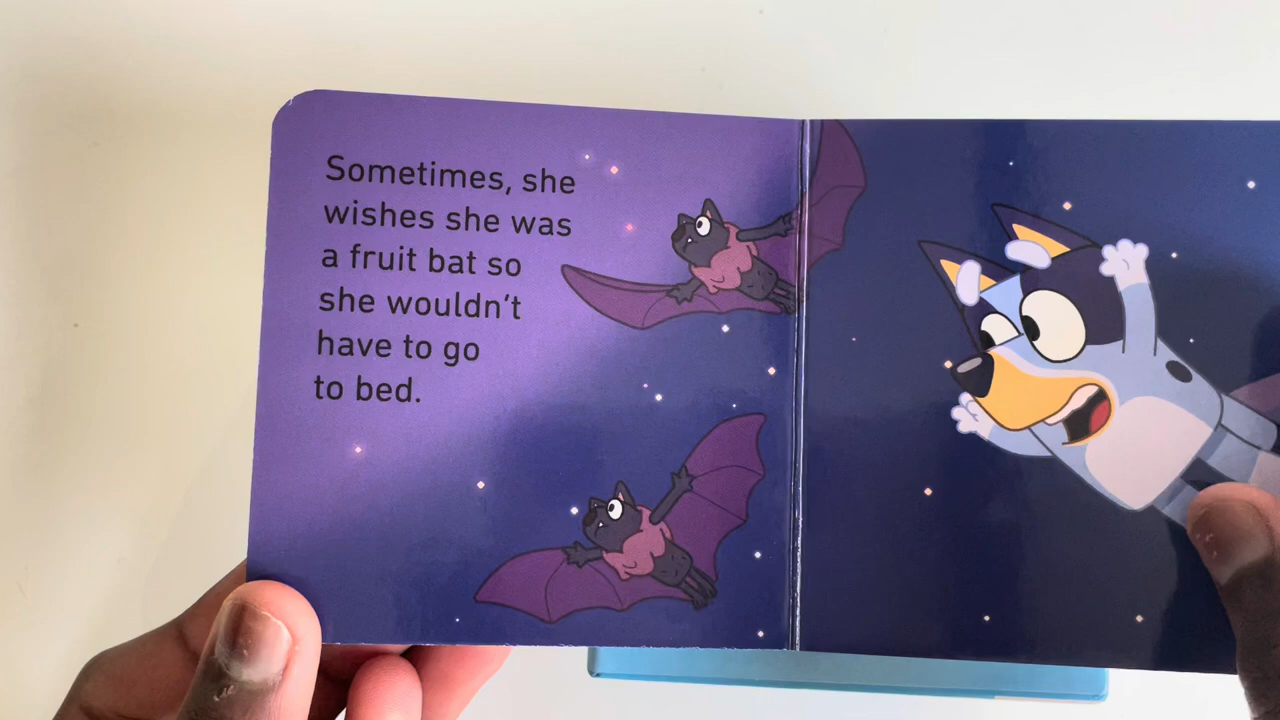 Sometimes, she
wishes she was
a fruit bat so
she wouldn't
have to go
to bed.